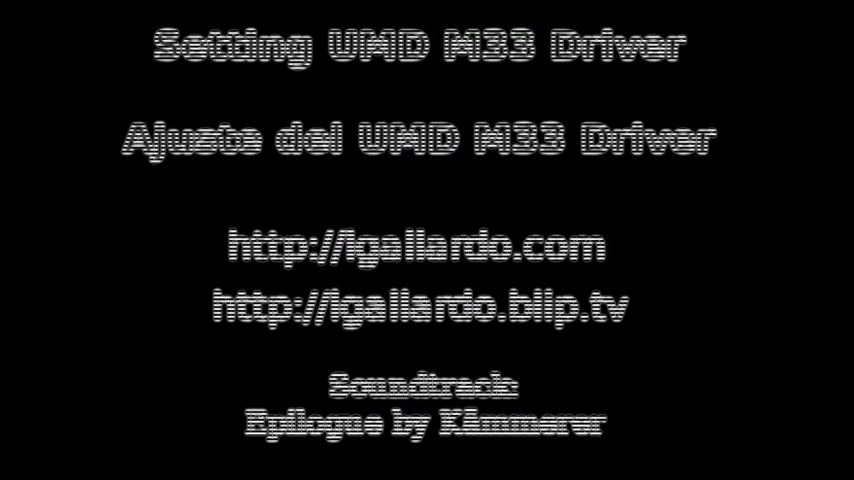 Setting UMD M33 Driver
Ajuste del UMD M33 Driver
http://lgallardo.com
http://lgallardo.blip.tv
Soundtrack:
Epilogue by Kämmerer